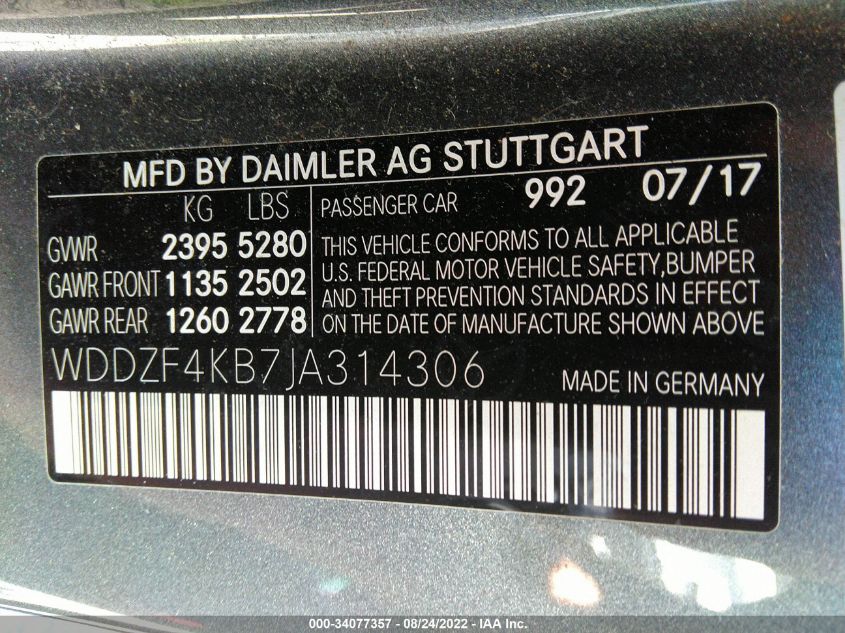 MFD BY DAIMLER AG STUTTGART
KG LBS
GVWR 2395 5280
GAWR FRONT 1135 2502
GAWR REAR 1260 2778
PASSENGER CAR 992 07/17
THIS VEHICLE CONFORMS TO ALL APPLICABLE
U.S. FEDERAL MOTOR VEHICLE SAFETY,BUMPER
AND THEFT PREVENTION STANDARDS IN EFFECT
ON THE DATE OF MANUFACTURE SHOWN ABOVE
WDDZF4KB7JA314306
MADE IN GERMANY
000-34077357 - 08/24/2022 - IAA Inc.